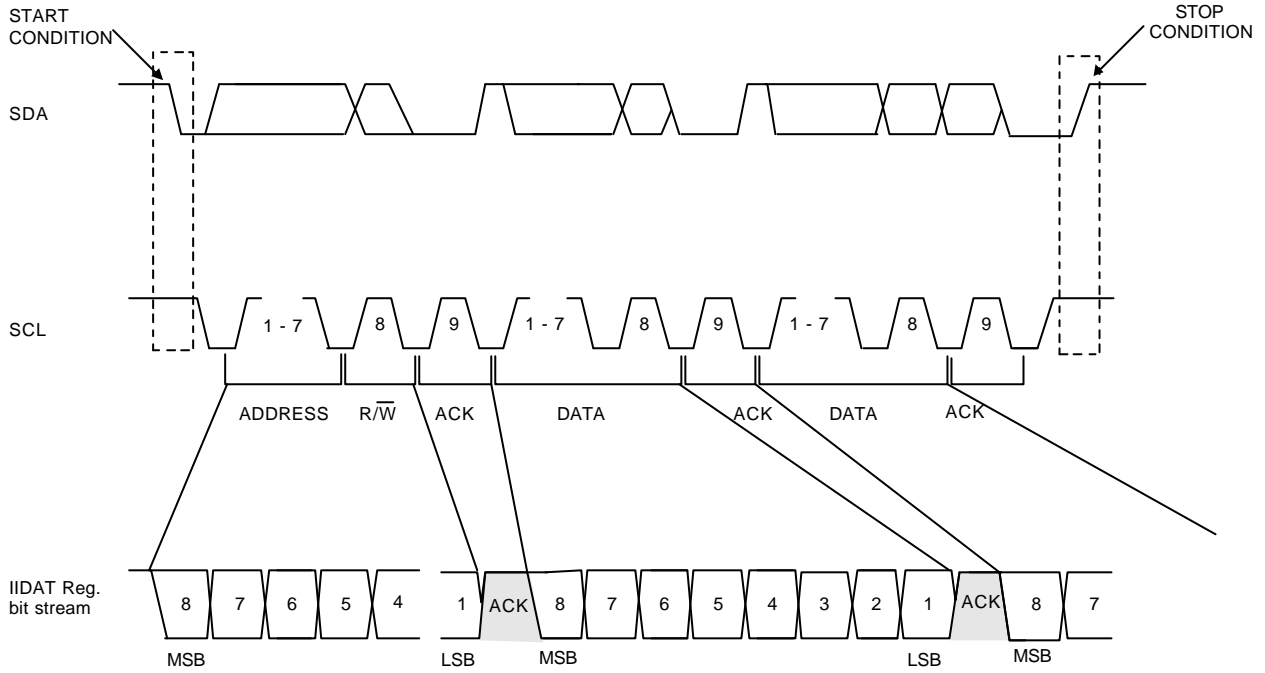 START
CONDITION
STOP
CONDITION
SDA
SCL
1 - 7 8 9 1 - 7 8 9 1 - 7 8 9
ADDRESS R/W̅ ACK DATA ACK DATA ACK
IIDAT Reg.
bit stream
8 7 6 5 4 1 ACK 8 7 6 5 4 3 2 1 ACK 8 7
MSB LSB MSB LSB MSB